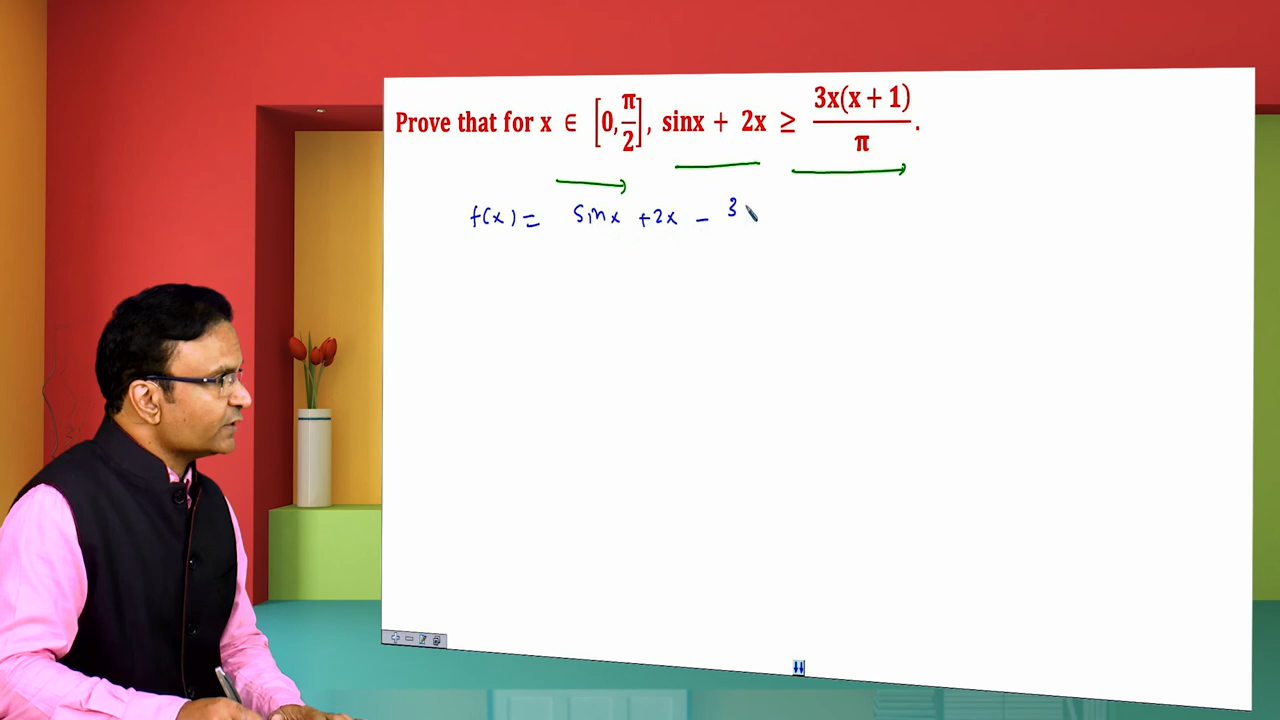 Prove that for x ∈ [0, π/2], sinx + 2x ≥ 3x(x + 1)/π.
f(x) = sinx + 2x - 3